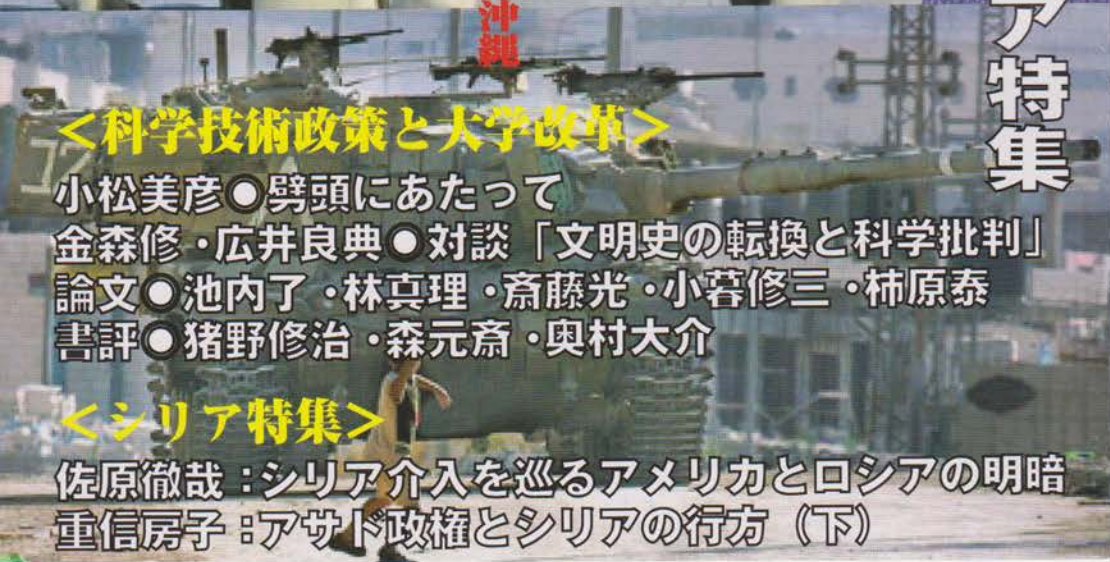 沖縄
ア特集
<科学技術政策と大学改革>
小松美彦◉劈頭にあたって
金森修・広井良典◉対談「文明史の転換と科学批判」
論文◉池内了・林真理・斎藤光・小暮修三・柿原泰
書評◉猪野修治・森元斎・奥村大介
<シリア特集>
佐原徹哉:シリア介入を巡るアメリカとロシアの明暗
重信房子:アサド政権とシリアの行方(下)